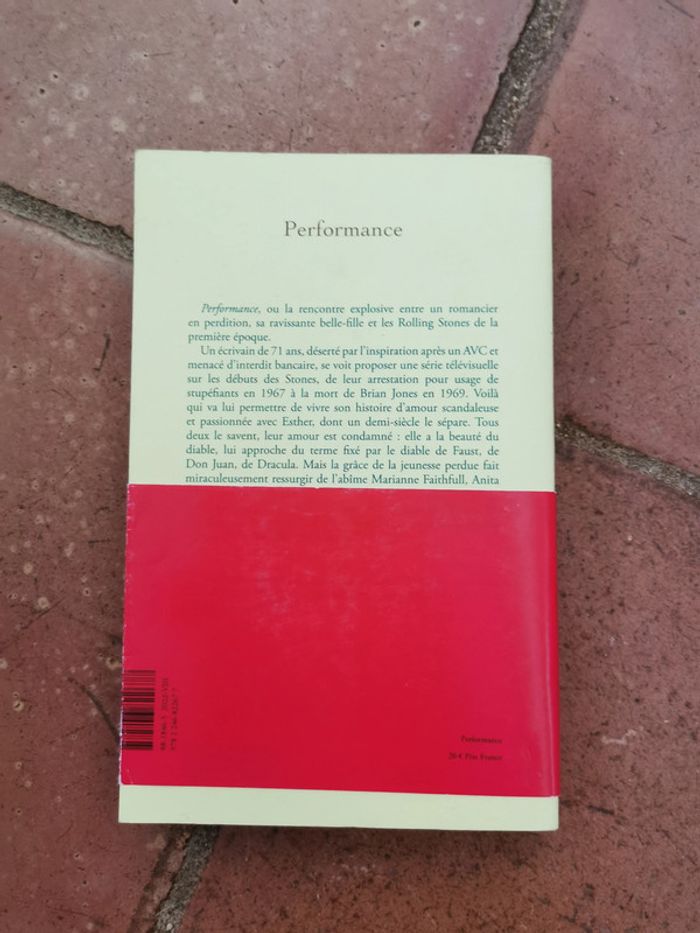 Performance
Performance, ou la rencontre explosive entre un romancier
en perdition, sa ravissante belle-fille et les Rolling Stones de la
première époque.
Un écrivain de 71 ans, déserté par l'inspiration après un AVC et
menacé d'interdit bancaire, se voit proposer une série télévisuelle
sur les débuts des Stones, de leur arrestation pour usage de
stupéfiants en 1967 à la mort de Brian Jones en 1969. Voilà
qui va lui permettre de vivre son histoire d'amour scandaleuse
et passionnée avec Esther, dont un demi-siècle le sépare. Tous
deux le savent, leur amour est condamné : elle a la beauté du
diable, lui approche du terme fixé par le diable de Faust, de
Don Juan, de Dracula. Mais la grâce de la jeunesse perdue fait
miraculeusement ressurgir de l'abîme Marianne Faithfull, Anita
Performance
20 € Prix France